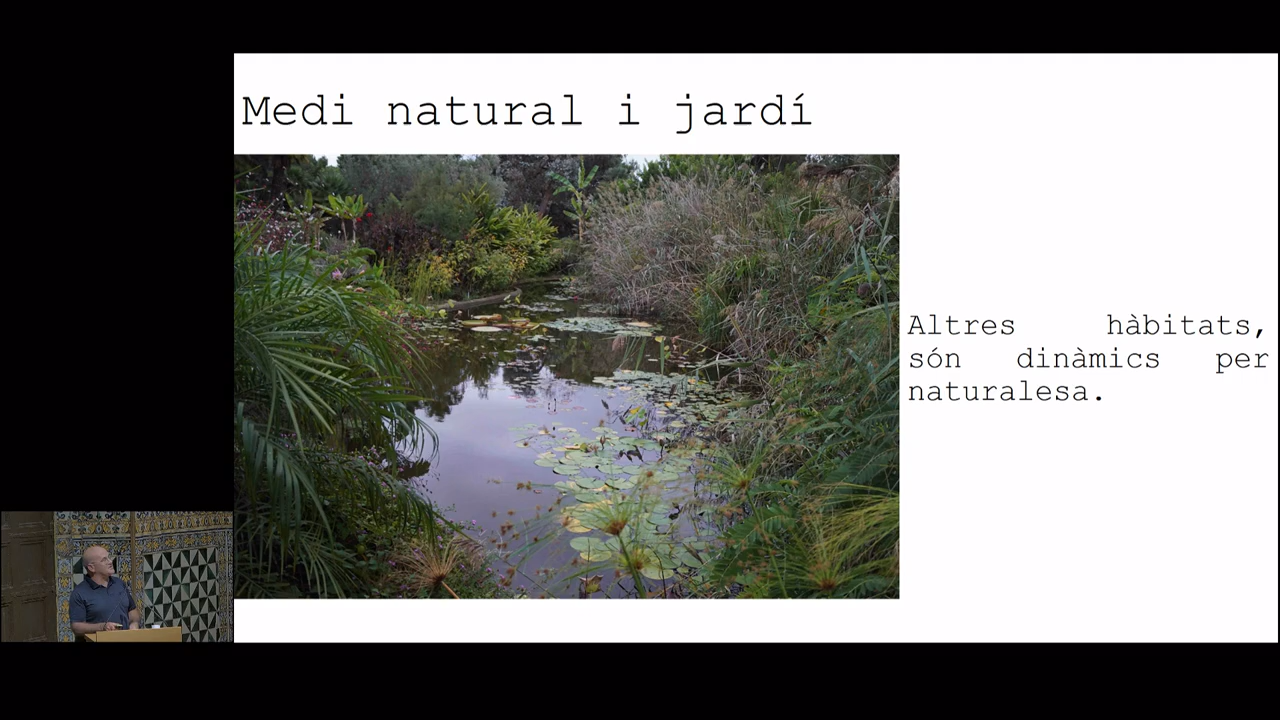 Medi natural i jardí
Altres hàbitats,
són dinàmics per
naturalesa.